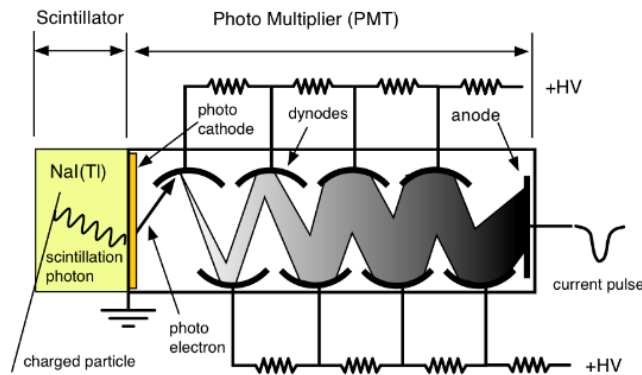 Scintillator
Photo Multiplier (PMT)
+HV
photo
cathode
dynodes
anode
NaI(Tl)
scintillation
photon
current pulse
photo
electron
charged particle
+HV